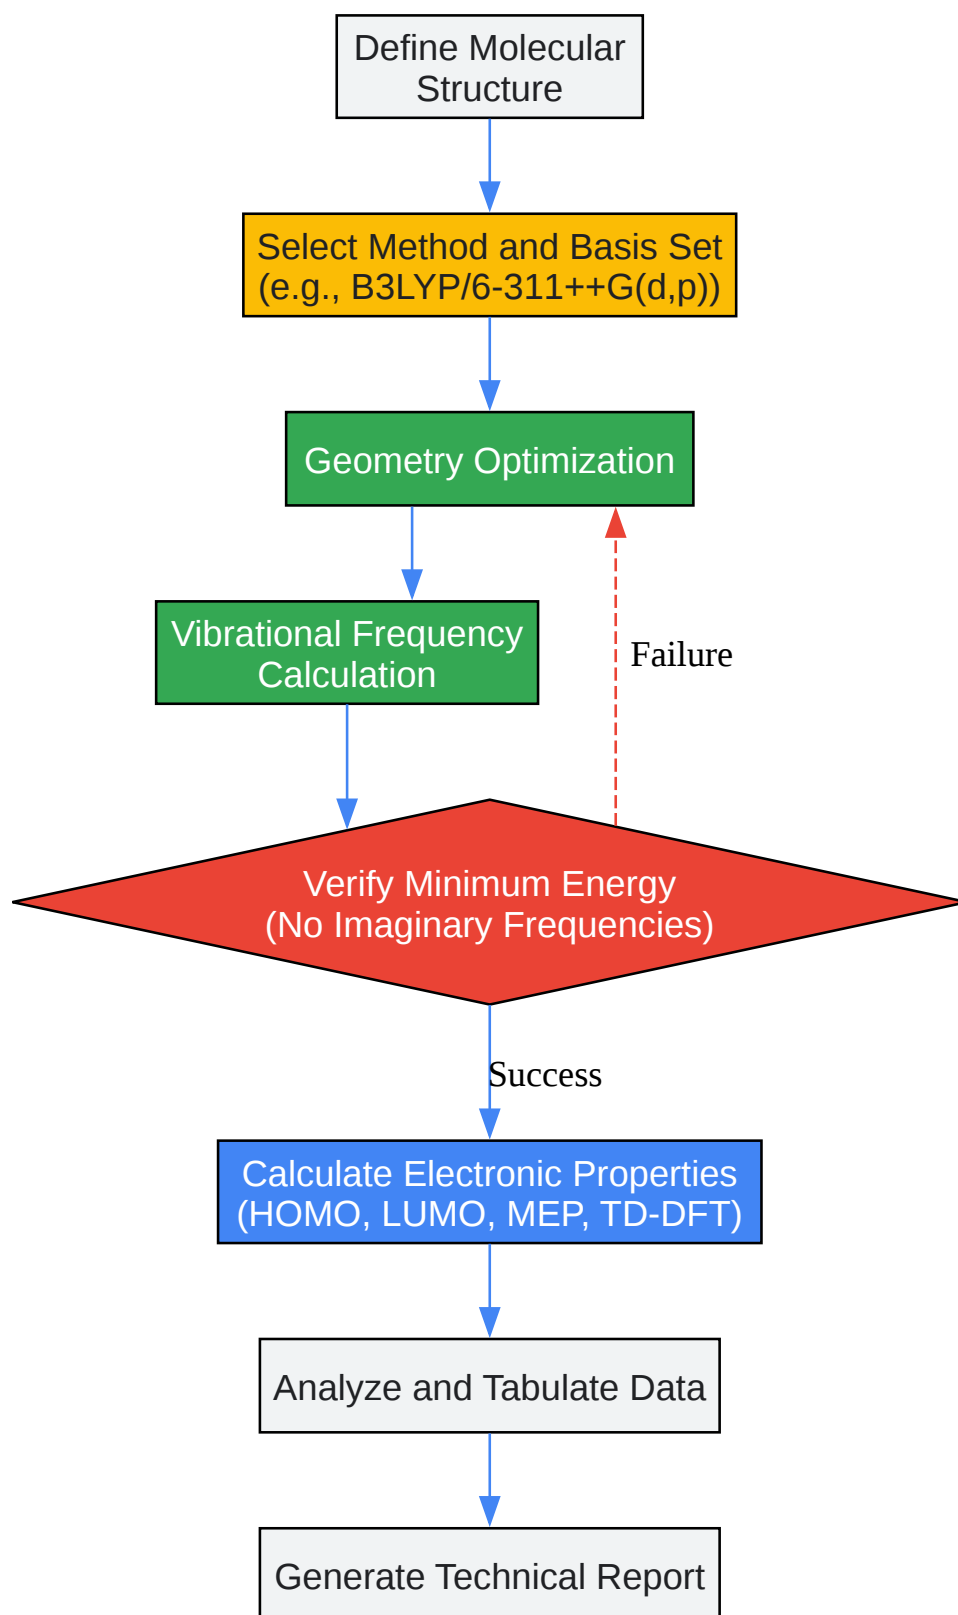 Define Molecular
Structure
Select Method and Basis Set
(e.g., B3LYP/6-311++G(d,p))
Geometry Optimization
Vibrational Frequency
Calculation
Failure
Verify Minimum Energy
(No Imaginary Frequencies)
Success
Calculate Electronic Properties
(HOMO, LUMO, MEP, TD-DFT)
Analyze and Tabulate Data
Generate Technical Report